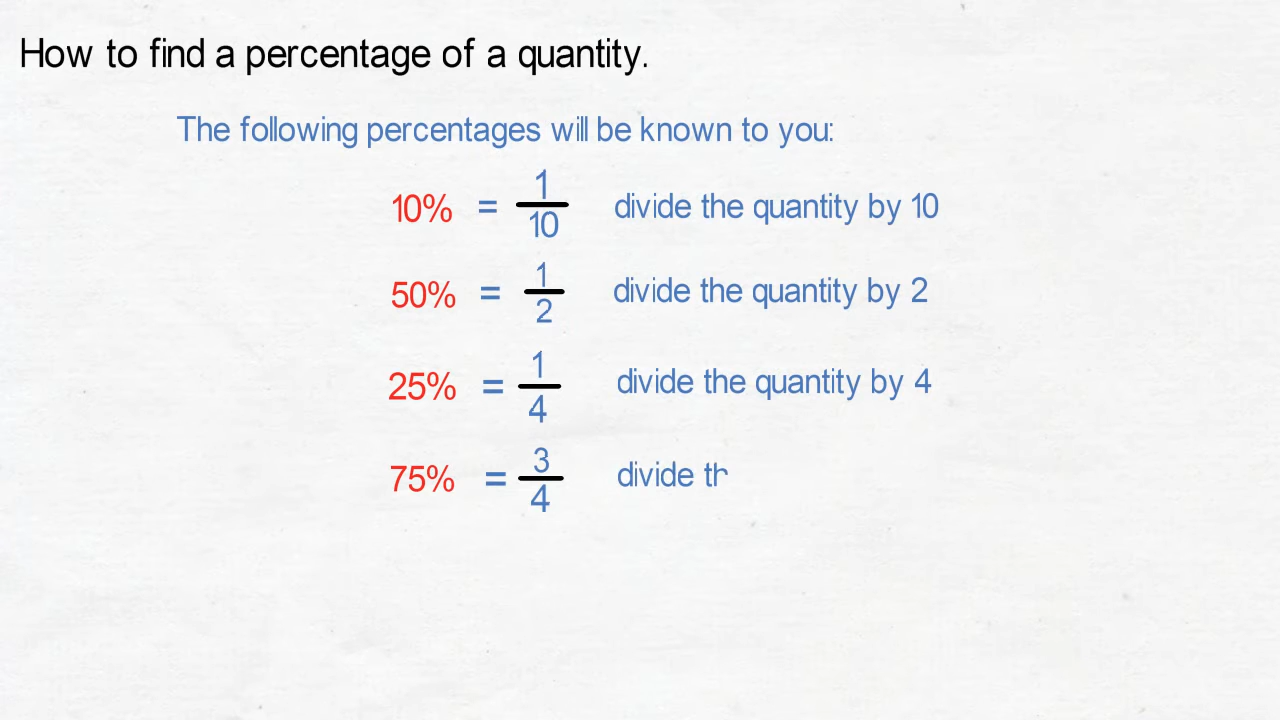 How to find a percentage of a quantity.
The following percentages will be known to you:
10% = 1/10 divide the quantity by 10
50% = 1/2 divide the quantity by 2
25% = 1/4 divide the quantity by 4
75% = 3/4 divide th